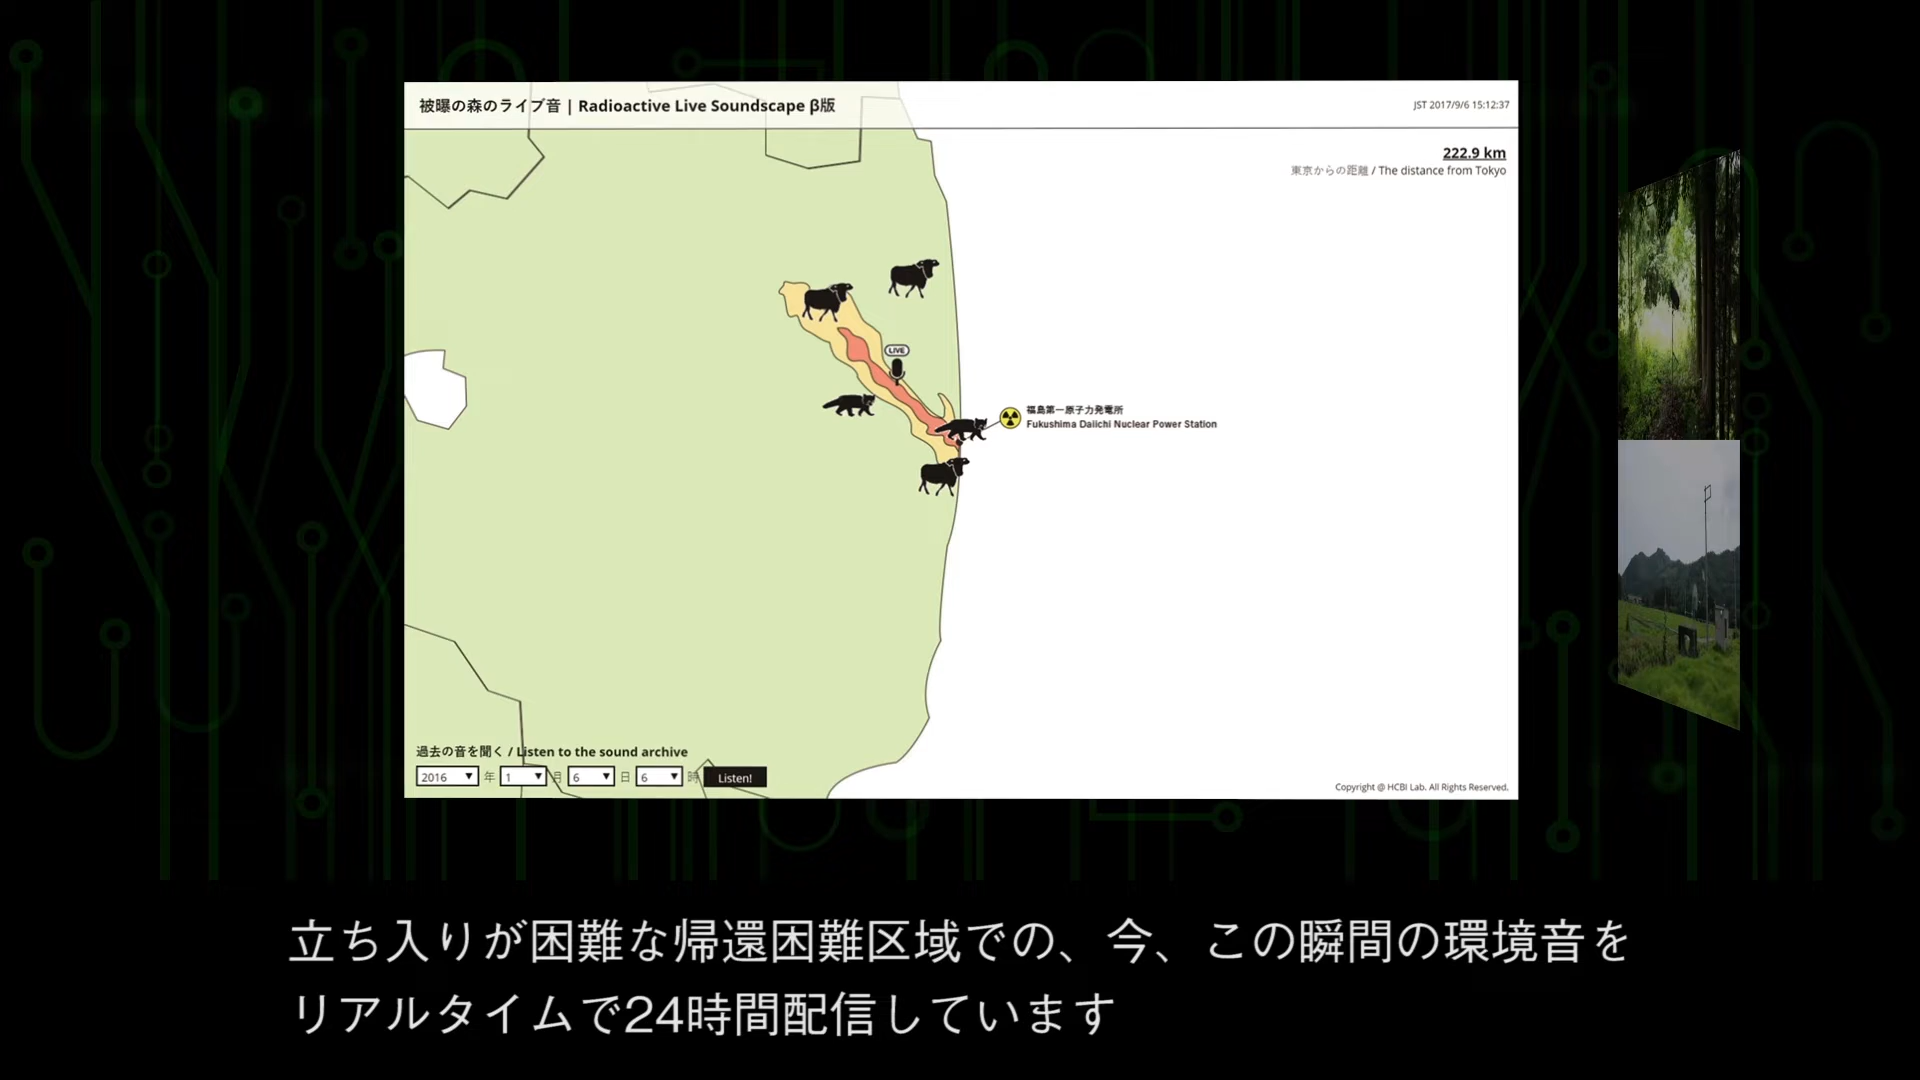 被曝の森のライブ音 | Radioactive Live Soundscape β版
JST 2017/9/6 15:12:37
222.9 km
東京からの距離 / The distance from Tokyo
LIVE
福島第一原子力発電所
Fukushima Daiichi Nuclear Power Station
過去の音を聞く / Listen to the sound archive
2016 年 1 月 6 日 6 時 Listen!
Copyright @ HCBI Lab. All Rights Reserved.
立ち入りが困難な帰還困難区域での、今、この瞬間の環境音を
リアルタイムで24時間配信しています